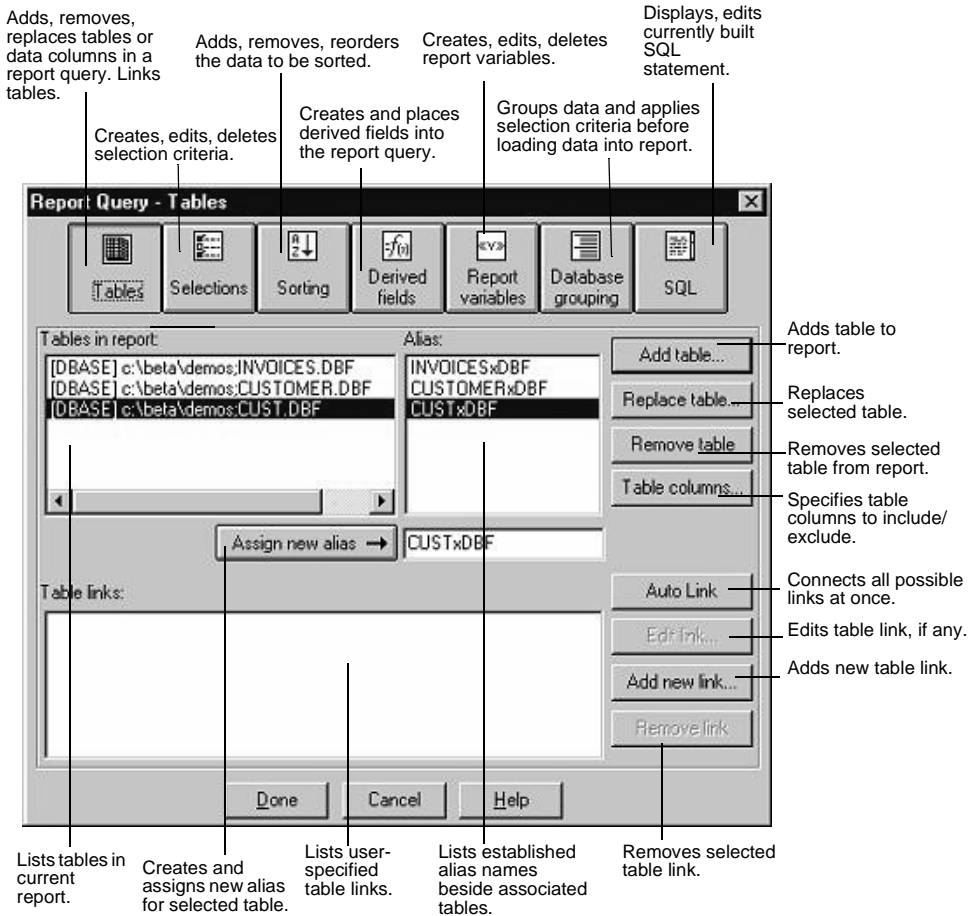 Adds, removes,
replaces tables or
data columns in a
report query. Links
tables.
Creates, edits, deletes
selection criteria.
Adds, removes, reorders
the data to be sorted.
Creates and places
derived fields into
the report query.
Creates, edits, deletes
report variables.
Groups data and applies
selection criteria before
loading data into report.
Displays, edits
currently built
SQL
statement.
Report Query - Tables
Tables
Selections
Sorting
Derived
fields
Report
variables
Database
grouping
SQL
Tables in report:
[DBASE] c:\beta\demos;INVOICES.DBF
[DBASE] c:\beta\demos;CUSTOMER.DBF
[DBASE] c:\beta\demos;CUST.DBF
Alias:
INVOICESxDBF
CUSTOMERxDBF
CUSTxDBF
Add table...
Replace table...
Remove table
Table columns...
Assign new alias
CUSTxDBF
Table links:
Auto Link
Edit link...
Add new link...
Remove link
Done
Cancel
Help
Adds table to
report.
Replaces
selected table.
Removes selected
table from report.
Specifies table
columns to include/
exclude.
Connects all possible
links at once.
Edits table link, if any.
Adds new table link.
Lists tables in
current
report.
Creates and
assigns new alias
for selected table.
Lists user-
specified
table links.
Lists established
alias names
beside associated
tables.
Removes selected
table link.